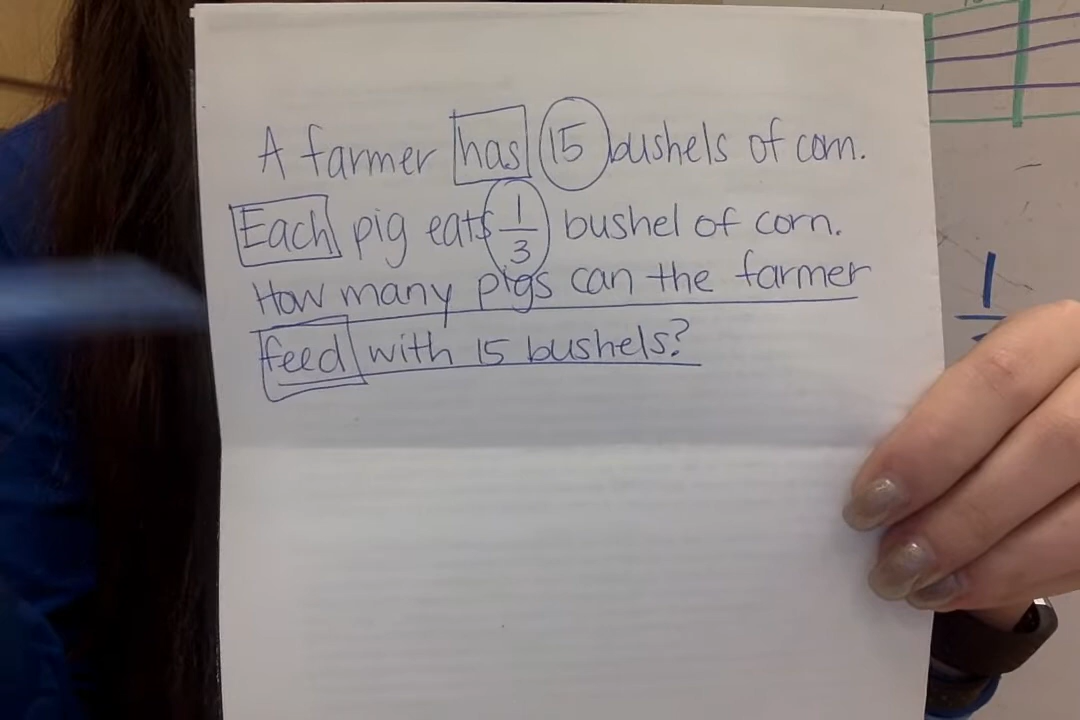 A farmer has 15 bushels of corn.
Each pig eats 1/3 bushel of corn.
How many pigs can the farmer
feed with 15 bushels?
1